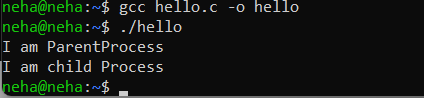 neha@neha:~$ gcc hello.c -o hello
neha@neha:~$ ./hello
I am ParentProcess
I am child Process
neha@neha:~$